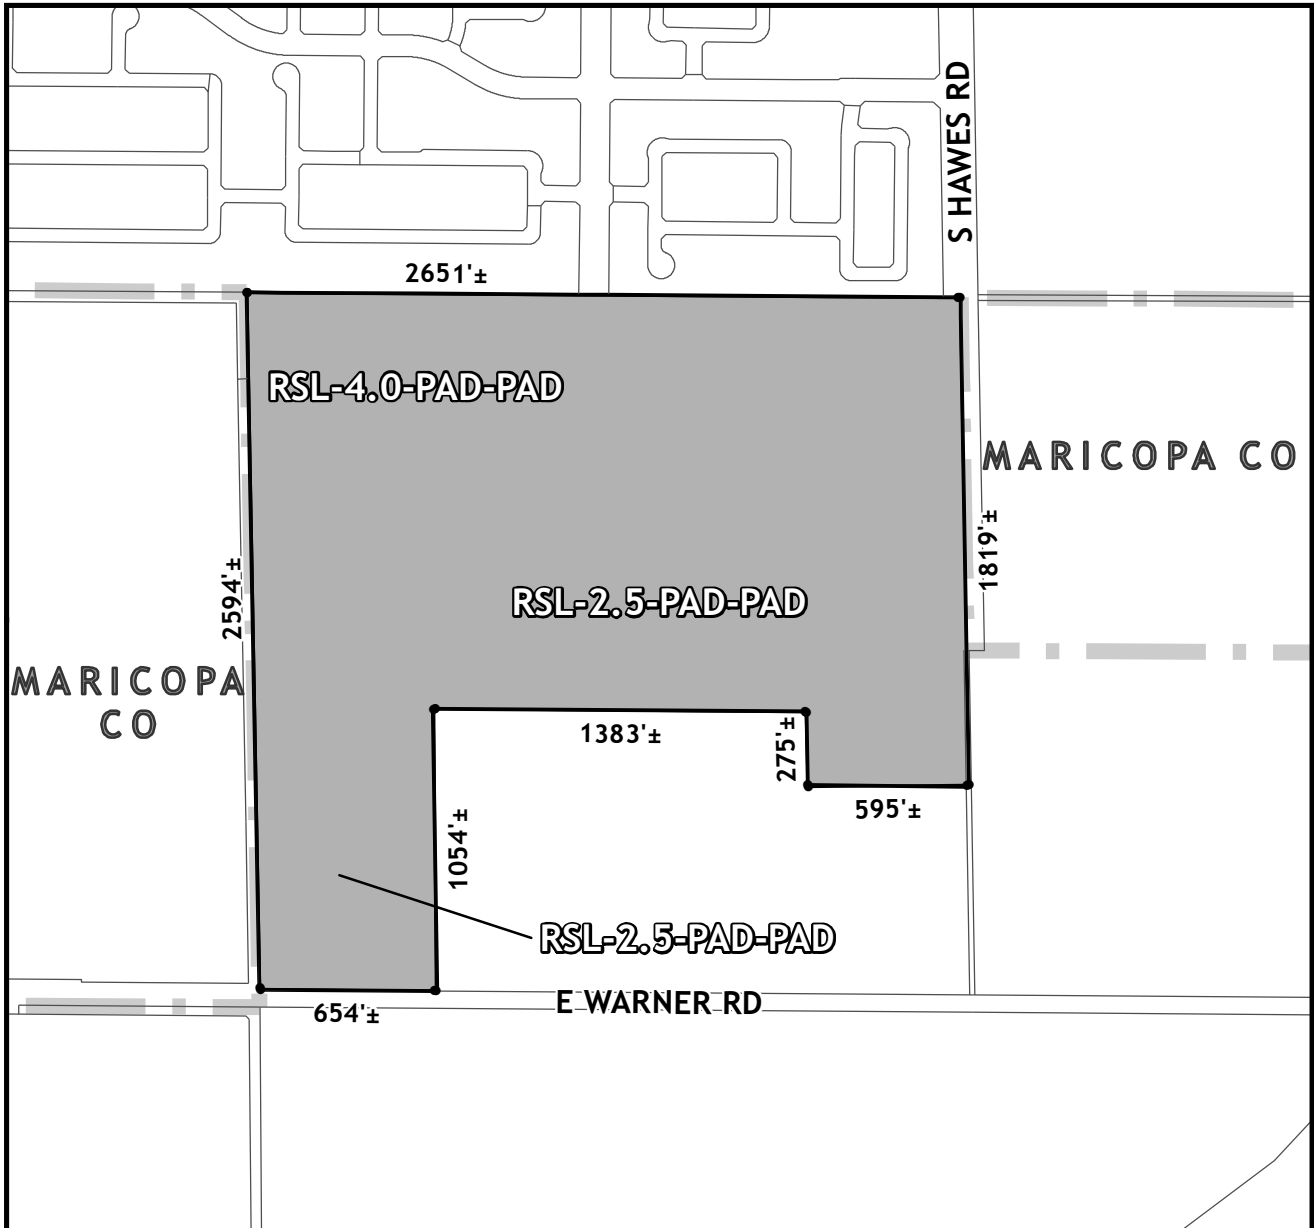 S HAWES RD
2651'±
RSL-4.0-PAD-PAD
MARICOPA CO
1819'±
2594'±
RSL-2.5-PAD-PAD
MARICOPA
CO
1383'±
275'±
595'±
1054'±
RSL-2.5-PAD-PAD
E WARNER RD
654'±